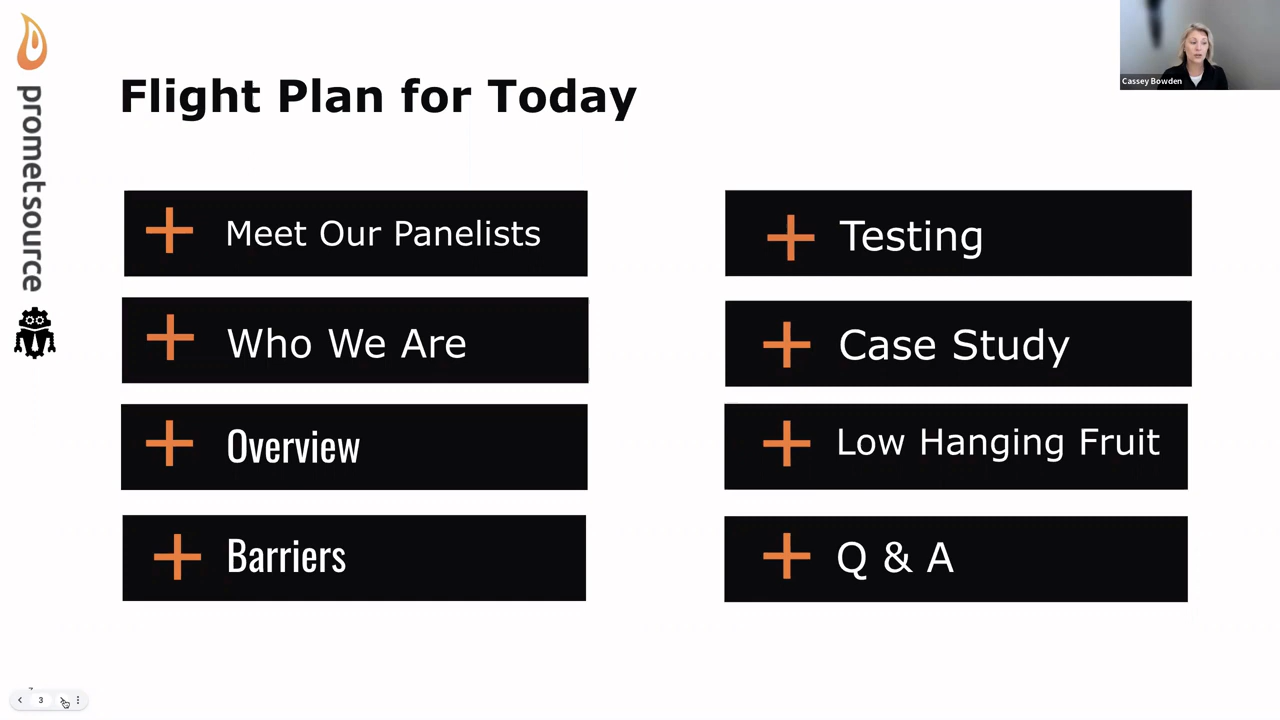 prometsource
Flight Plan for Today
Cassey Bowden
Meet Our Panelists
Who We Are
Overview
Barriers
Testing
Case Study
Low Hanging Fruit
Q & A
3